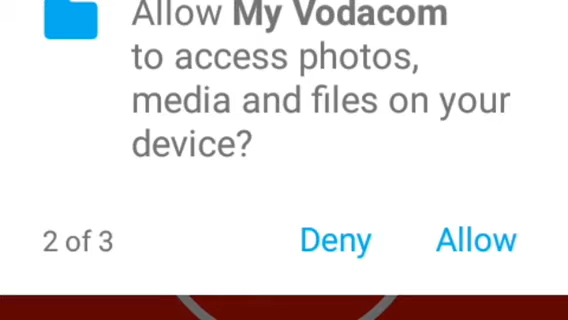 Allow My Vodacom
to access photos,
media and files on your
device?
2 of 3
Deny
Allow